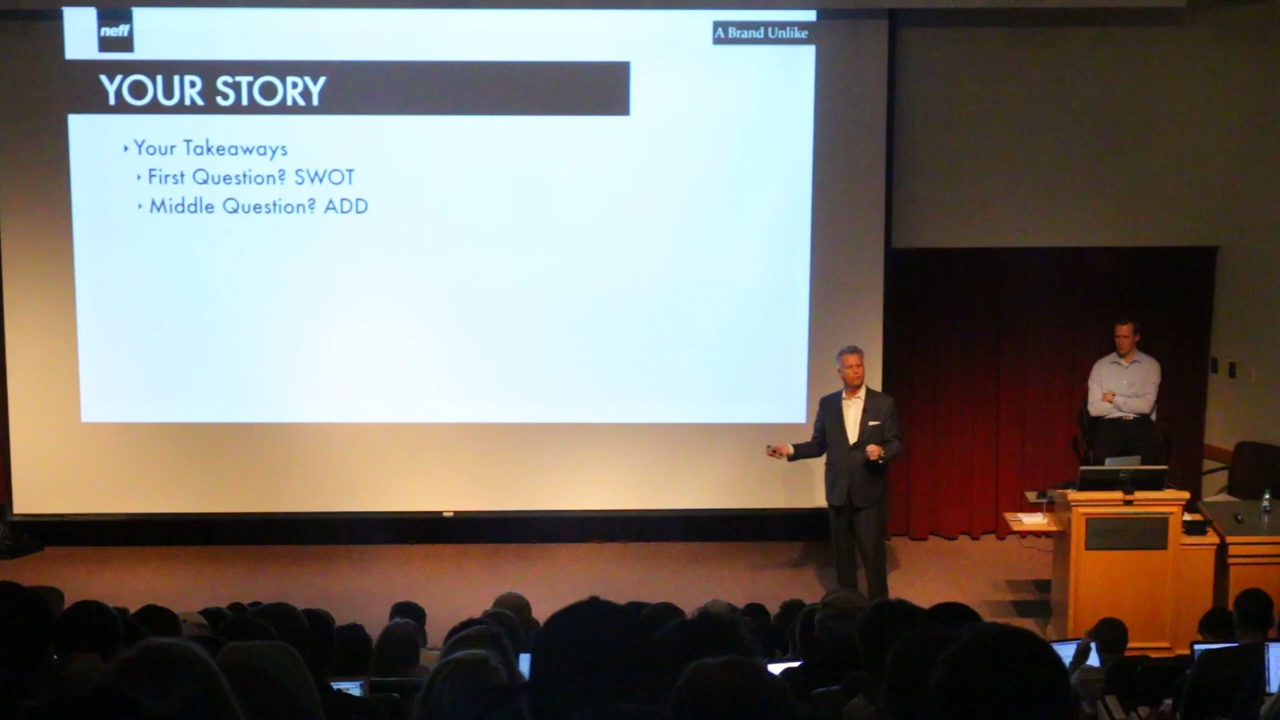 neff
A Brand Unlike
YOUR STORY
‣ Your Takeaways
‣ First Question? SWOT
‣ Middle Question? ADD